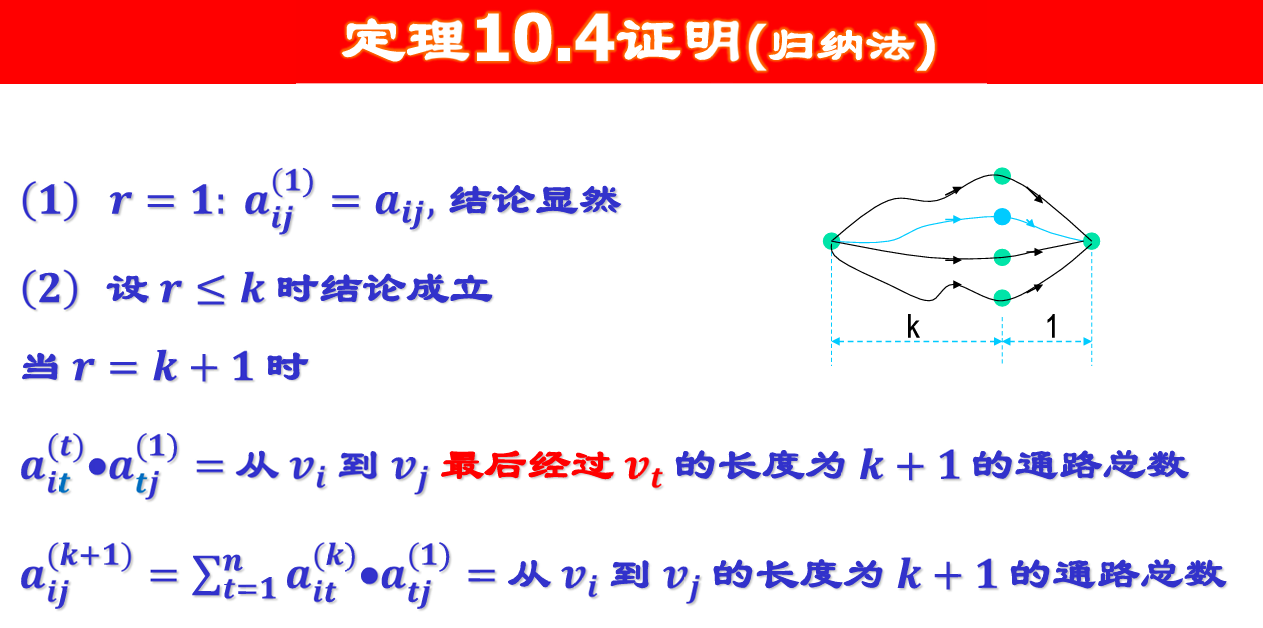 定理10.4证明(归纳法)
(1) r = 1: a_{ij}^{(1)} = a_{ij}, 结论显然
(2) 设 r ≤ k 时结论成立
当 r = k + 1 时
a_{it}^{(t)}•a_{tj}^{(1)} = 从 v_i 到 v_j 最后经过 v_t 的长度为 k + 1 的通路总数
a_{ij}^{(k+1)} = ∑_{t=1}^{n} a_{it}^{(k)}•a_{tj}^{(1)} = 从 v_i 到 v_j 的长度为 k + 1 的通路总数
k 1